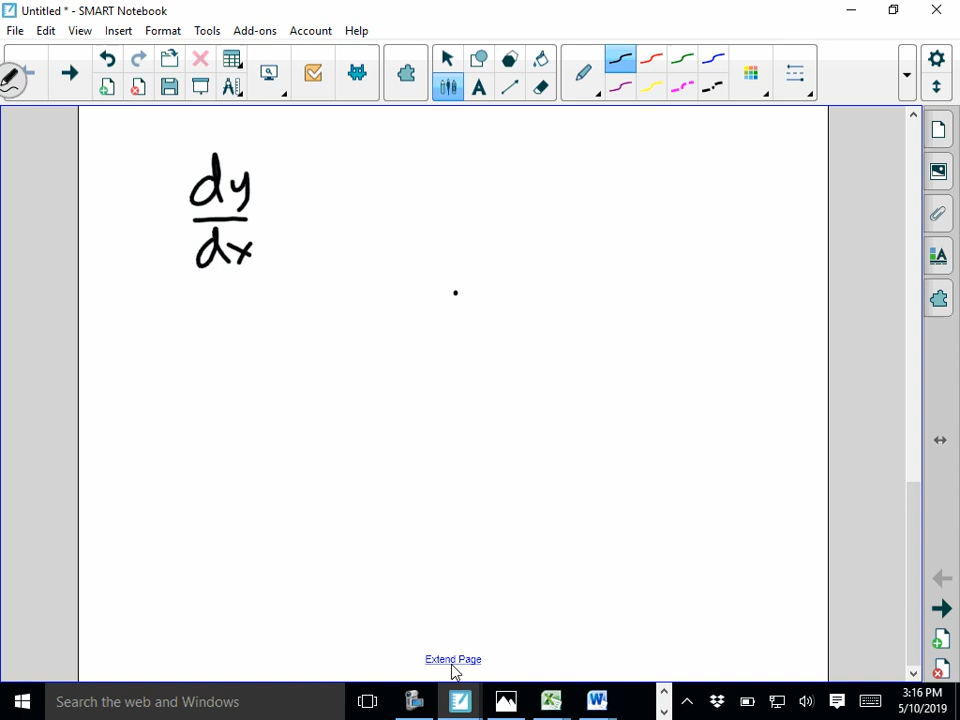 Untitled * - SMART Notebook
File Edit View Insert Format Tools Add-ons Account Help
dy
dx
Extend Page
Search the web and Windows
3:16 PM
5/10/2019